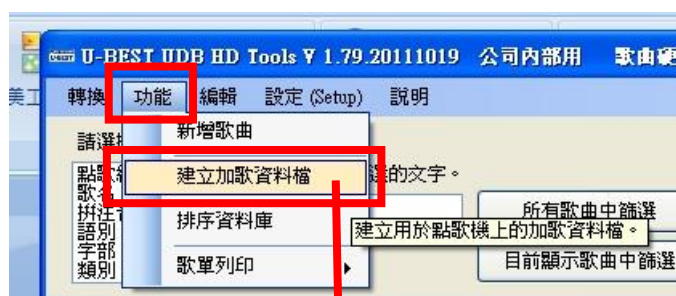 U-BEST UDB HD Tools V 1.79.20111019 公司內部用 歌曲硬
美工
轉換 功能 編輯 設定 (Setup) 說明
請選
新增歌曲
點歌
歌名
拼注
語別
字部
類別
建立加歌資料檔
的文字。
排序資料庫
所有歌曲中篩選
建立用於點歌機上的加歌資料檔。
歌單列印
目前顯示歌曲中篩選